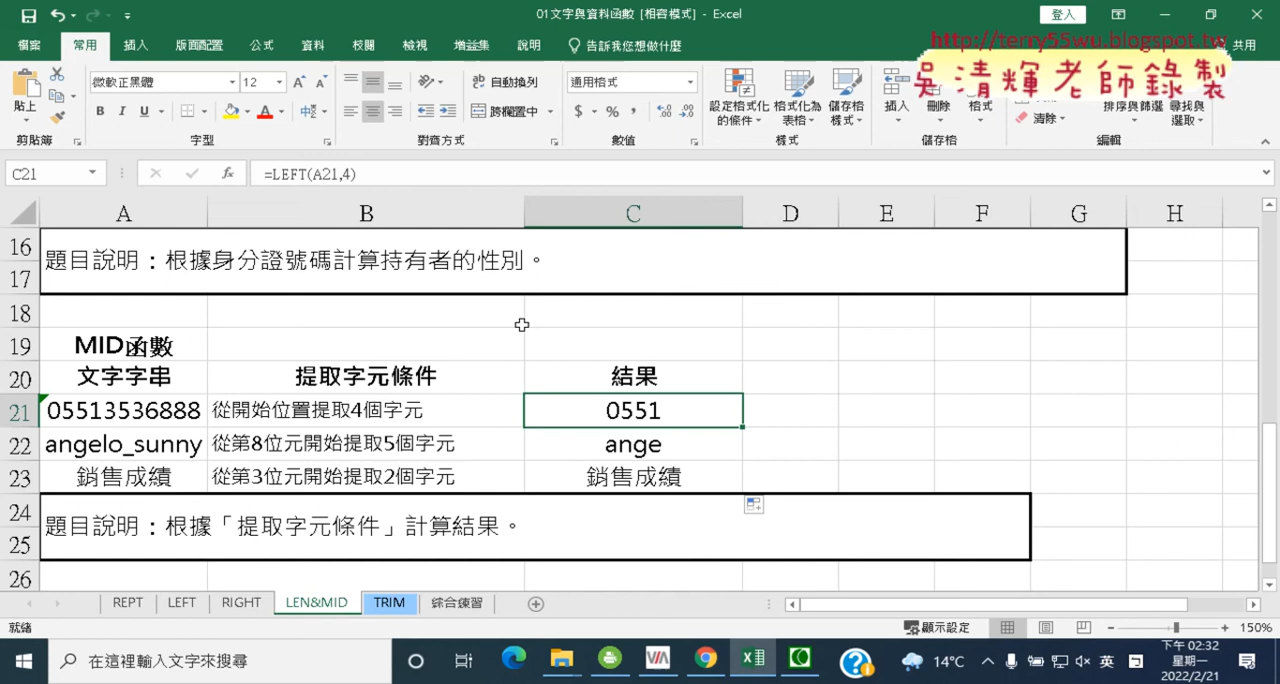 01文字與資料函數 [相容模式] - Excel
登入
檔案 常用 插入 版面配置 公式 資料 校閱 檢視 增益集 說明 告訴我您想做什麼 共用
http://terry55wu.blogspot.tw
吳清輝老師錄製
貼上
微軟正黑體 12
B I U
自動換列
跨欄置中
通用格式
$ % ,
設定格式化的條件
格式化為表格
儲存格樣式
插入 刪除 格式
清除
排序與篩選 尋找與選取
剪貼簿 字型 對齊方式 數值 樣式 儲存格 編輯
C21 fx =LEFT(A21,4)
A B C D E F G H
16
17 題目說明：根據身分證號碼計算持有者的性別。
18
19 MID函數
20 文字字串 提取字元條件 結果
21 05513536888 從開始位置提取4個字元 0551
22 angelo_sunny 從第8位元開始提取5個字元 ange
23 銷售成績 從第3位元開始提取2個字元 銷售成績
24
25 題目說明：根據「提取字元條件」計算結果。
26
REPT LEFT RIGHT LEN&MID TRIM 綜合練習
就緒 顯示設定 150%
在這裡輸入文字來搜尋
14°C 英
下午 02:32
星期一
2022/2/21